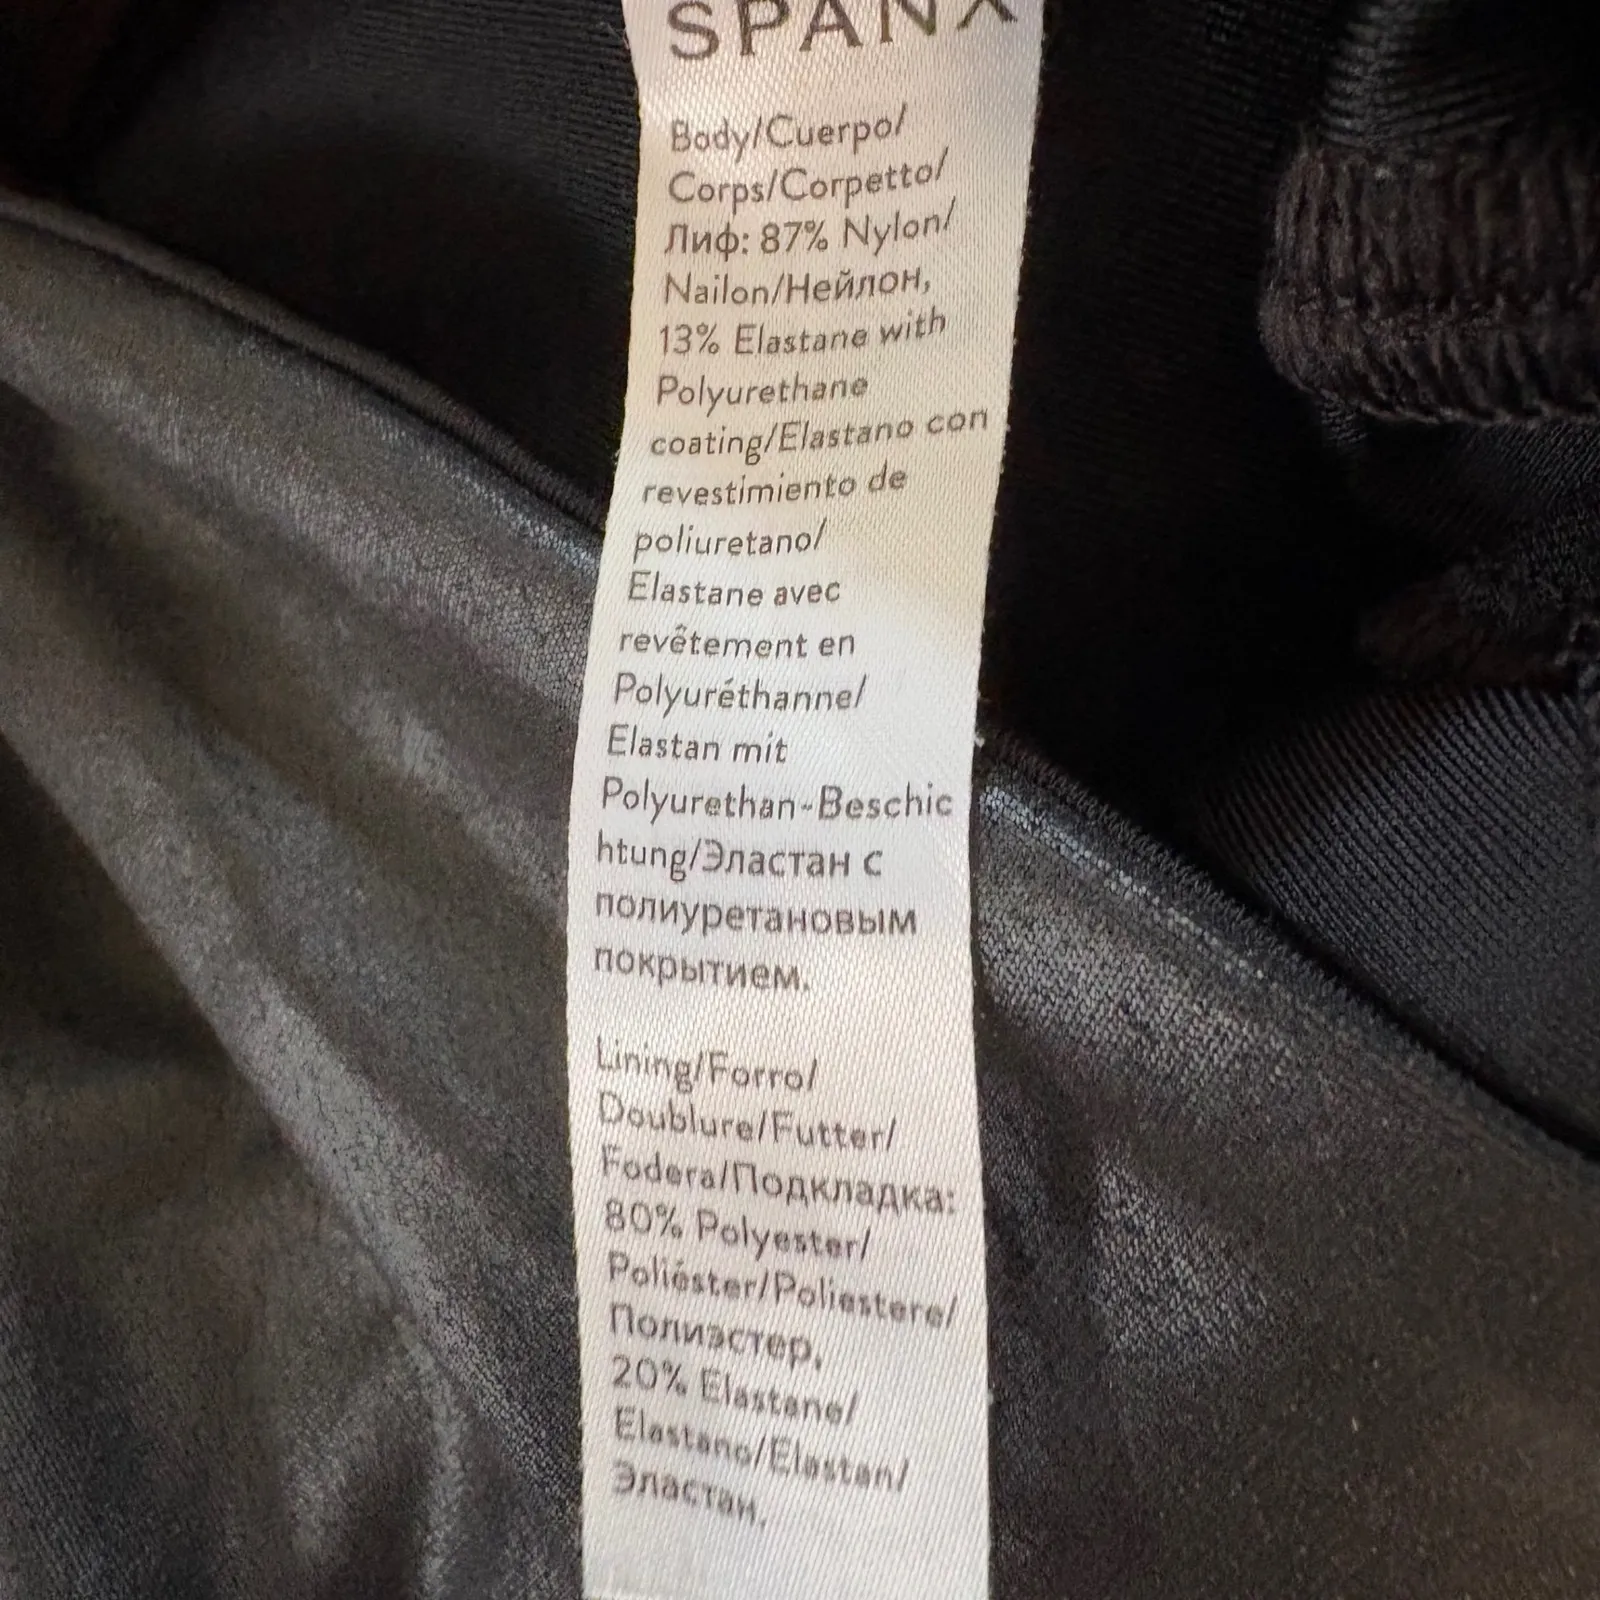 SPANX
Body/Cuerpo/
Corps/Corpetto/
Лиф: 87% Nylon/
Nailon/Нейлон,
13% Elastane with
Polyurethane
coating/Elastano con
revestimiento de
poliuretano/
Elastane avec
revêtement en
Polyuréthanne/
Elastan mit
Polyurethan-Beschic
htung/Эластан с
полиуретановым
покрытием.
Lining/Forro/
Doublure/Futter/
Fodera/Подкладка:
80% Polyester/
Poliéster/Poliestere/
Полиэстер,
20% Elastane/
Elastano/Elastan/
Эластан.